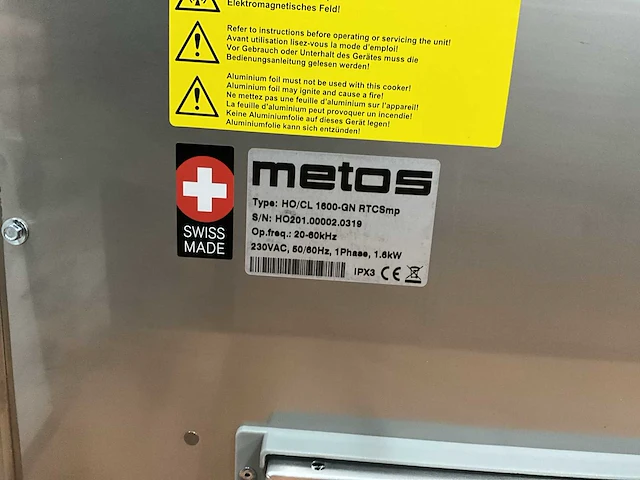 Elektromagnetisches Feld!
Refer to instructions before operating or servicing the unit!
Avant utilisation lisez-vous la mode d'emploi!
Vor Gebrauch oder Unterhalt des Gerätes muss die
Bedienungsanleitung gelesen werden!
Aluminium foil must not be used with this cooker!
Aluminium foil may ignite and cause a fire!
Ne mettez pas une feuille d'aluminium sur l'appareil!
La feuille d'aluminium peut provoquer un incendie!
Keine Aluminiumfolie auf dieses Gerät legen!
Aluminiumfolie kann sich entzünden!
SWISS
MADE
metos
Type: HO/CL 1600-GN RTCSmp
S/N: HO201.00002.0319
Op.freq.: 20-60kHz
230VAC, 50/60Hz, 1Phase, 1.6kW
IPX3 CE